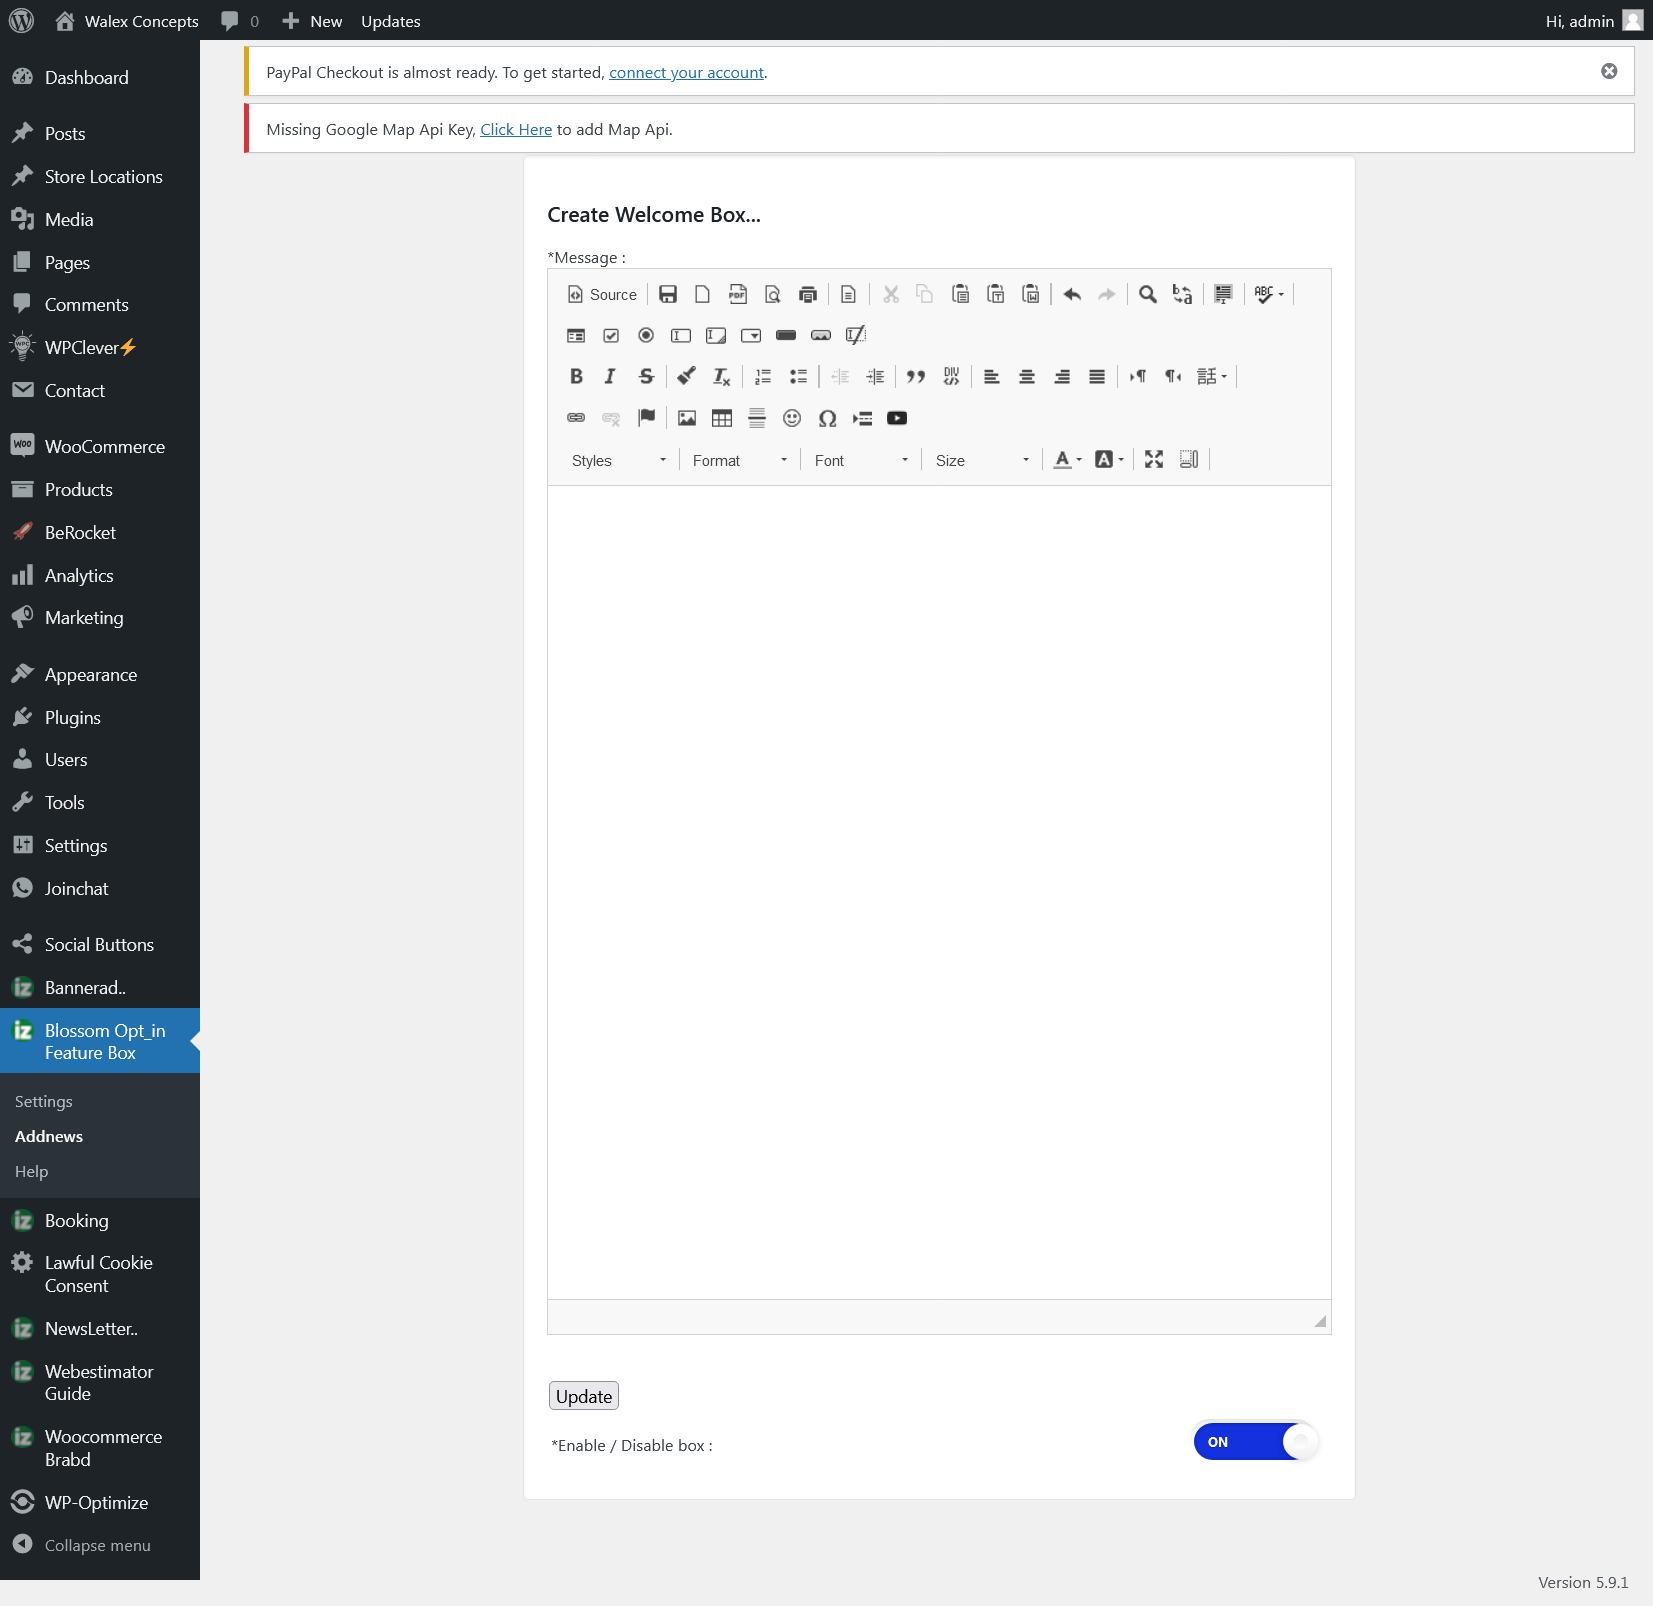 Walex Concepts 0 New Updates Hi, admin
Dashboard
Posts
Store Locations
Media
Pages
Comments
WPClever⚡
Contact
WooCommerce
Products
BeRocket
Analytics
Marketing
Appearance
Plugins
Users
Tools
Settings
Joinchat
Social Buttons
Bannerad..
Blossom Opt_in
Feature Box
Settings
Addnews
Help
Booking
Lawful Cookie
Consent
NewsLetter..
Webestimator
Guide
Woocommerce
Brabd
WP-Optimize
Collapse menu
PayPal Checkout is almost ready. To get started, connect your account.
Missing Google Map Api Key, Click Here to add Map Api.
Create Welcome Box...
*Message :
Source
Styles Format Font Size
Update
*Enable / Disable box : ON
Version 5.9.1